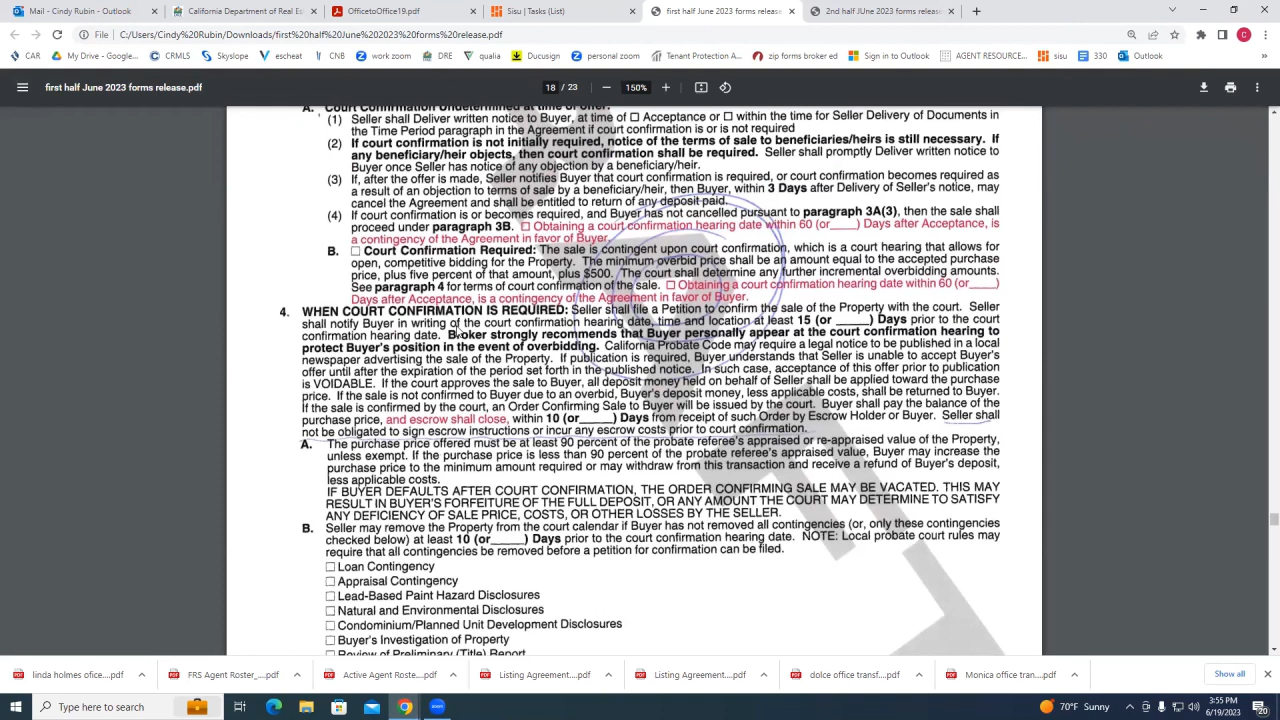 Mail - Cindy Rubin - Outlook
California Department of Real Es
OfficetoOffice19.pdf
Sisu | Tasks (List)
first half June 2023 forms release
2nd half JUne 2023 forms release
File
C:/Users/Cindy%20Rubin/Downloads/first%20half%20June%202023%20forms%20release.pdf
CAR
My Drive - Google...
CRMLS
Skyslope
escheat
CNB
zoom work zoom
DRE
qualia
Ducusign
personal zoom
Tenant Protection A...
zip forms broker ed
Sign in to Outlook
AGENT RESOURCE...
sisu
330
Outlook
first half June 2023 forms release.pdf
18 / 23
150%
A. Court Confirmation Undetermined at time of offer:
(1) Seller shall Deliver written notice to Buyer, at time of ☐ Acceptance or ☐ within the time for Seller Delivery of Documents in
the Time Period paragraph in the Agreement if court confirmation is or is not required
(2) If court confirmation is not initially required, notice of the terms of sale to beneficiaries/heirs is still necessary. If
any beneficiary/heir objects, then court confirmation shall be required. Seller shall promptly Deliver written notice to
Buyer once Seller has notice of any objection by a beneficiary/heir.
(3) If, after the offer is made, Seller notifies Buyer that court confirmation is required, or court confirmation becomes required as
a result of an objection to terms of sale by a beneficiary/heir, then Buyer, within 3 Days after Delivery of Seller's notice, may
cancel the Agreement and shall be entitled to return of any deposit paid.
(4) If court confirmation is or becomes required, and Buyer has not cancelled pursuant to paragraph 3A(3), then the sale shall
proceed under paragraph 3B. ☐ Obtaining a court confirmation hearing date within 60 (or____) Days after Acceptance, is
a contingency of the Agreement in favor of Buyer.
B. ☐ Court Confirmation Required: The sale is contingent upon court confirmation, which is a court hearing that allows for
open, competitive bidding for the Property. The minimum overbid price shall be an amount equal to the accepted purchase
price, plus five percent of that amount, plus $500. The court shall determine any further incremental overbidding amounts.
See paragraph 4 for terms of court confirmation of the sale. ☐ Obtaining a court confirmation hearing date within 60 (or____)
Days after Acceptance, is a contingency of the Agreement in favor of Buyer.
4. WHEN COURT CONFIRMATION IS REQUIRED: Seller shall file a Petition to confirm the sale of the Property with the court. Seller
shall notify Buyer in writing of the court confirmation hearing date, time and location at least 15 (or _____) Days prior to the court
confirmation hearing date. Broker strongly recommends that Buyer personally appear at the court confirmation hearing to
protect Buyer's position in the event of overbidding. California Probate Code may require a legal notice to be published in a local
newspaper advertising the sale of the Property. If publication is required, Buyer understands that Seller is unable to accept Buyer's
offer until after the expiration of the period set forth in the published notice. In such case, acceptance of this offer prior to publication
is VOIDABLE. If the court approves the sale to Buyer, all deposit money held on behalf of Seller shall be applied toward the purchase
price. If the sale is not confirmed to Buyer due to an overbid, Buyer's deposit money, less applicable costs, shall be returned to Buyer.
If the sale is confirmed by the court, an Order Confirming Sale to Buyer will be issued by the court. Buyer shall pay the balance of the
purchase price, and escrow shall close, within 10 (or_____) Days from receipt of such Order by Escrow Holder or Buyer. Seller shall
not be obligated to sign escrow instructions or incur any escrow costs prior to court confirmation.
A. The purchase price offered must be at least 90 percent of the probate referee's appraised or re-appraised value of the Property,
unless exempt. If the purchase price is less than 90 percent of the probate referee's appraised value, Buyer may increase the
purchase price to the minimum amount required or may withdraw from this transaction and receive a refund of Buyer's deposit,
less applicable costs.
IF BUYER DEFAULTS AFTER COURT CONFIRMATION, THE ORDER CONFIRMING SALE MAY BE VACATED. THIS MAY
RESULT IN BUYER'S FORFEITURE OF THE FULL DEPOSIT, OR ANY AMOUNT THE COURT MAY DETERMINE TO SATISFY
ANY DEFICIENCY OF SALE PRICE, COSTS, OR OTHER LOSSES BY THE SELLER.
B. Seller may remove the Property from the court calendar if Buyer has not removed all contingencies (or, only these contingencies
checked below) at least 10 (or_____) Days prior to the court confirmation hearing date. NOTE: Local probate court rules may
require that all contingencies be removed before a petition for confirmation can be filed.
☐ Loan Contingency
☐ Appraisal Contingency
☐ Lead-Based Paint Hazard Disclosures
☐ Natural and Environmental Disclosures
☐ Condominium/Planned Unit Development Disclosures
☐ Buyer's Investigation of Property
☐ Review of Preliminary (Title) Report
linda holmes ofice....pdf
FRS Agent Roster_....pdf
Active Agent Roste....pdf
Listing Agreement....pdf
Listing Agreement....pdf
dolce office transf....pdf
Monica office tran....pdf
Show all
Type here to search
70°F Sunny
3:55 PM
6/19/2023
20